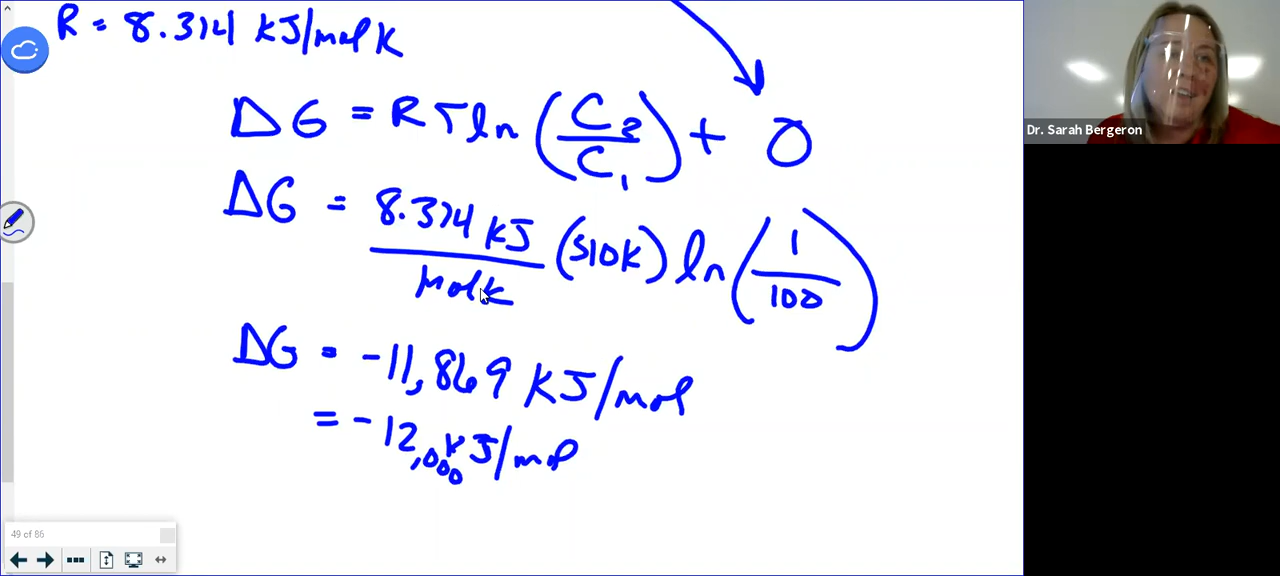 R = 8.314 KJ/mol K
ΔG = RT ln (C2/C1) + 0
Dr. Sarah Bergeron
ΔG = 8.314 KJ/mol K (310K) ln (1/100)
ΔG = -11,869 KJ/mol
= -12,000 KJ/mol
49 of 86